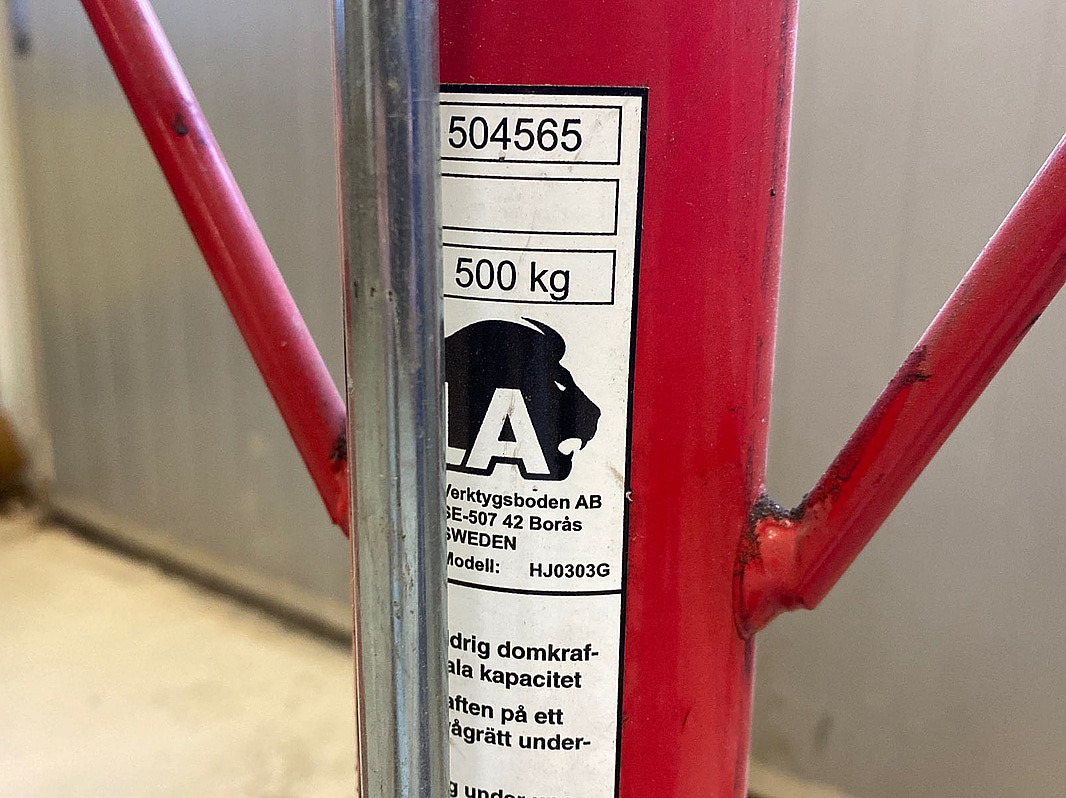 504565
500 kg
LA
Verktygsboden AB
SE-507 42 Borås
SWEDEN
Modell: HJ0303G
drig domkraf-
ala kapacitet
aften på ett
vågrätt under-